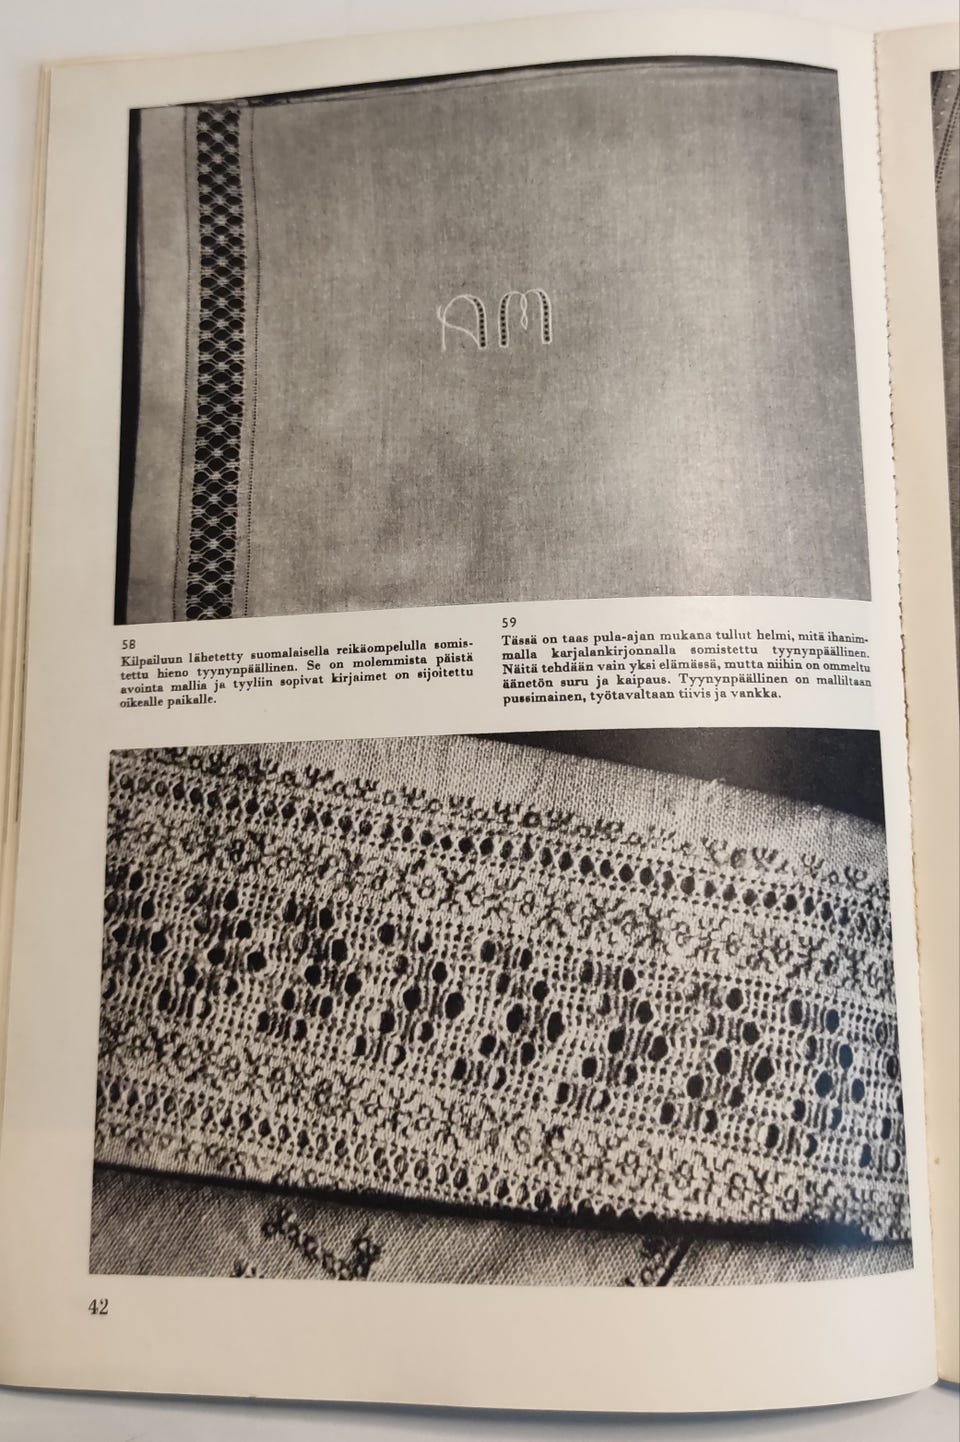 AM
58
Kilpailuun lähetetty suomalaisella reikäompelulla somis-
tettu hieno tyynynpäällinen. Se on molemmista päistä
avointa mallia ja tyyliin sopivat kirjaimet on sijoitettu
oikealle paikalle.
59
Tässä on taas pula-ajan mukana tullut helmi, mitä ihanim-
malla karjalankirjonnalla somistettu tyynynpäällinen.
Näitä tehdään vain yksi elämässä, mutta niihin on ommeltu
äänetön suru ja kaipaus. Tyynynpäällinen on malliltaan
pussimainen, työtavaltaan tiivis ja vankka.
42